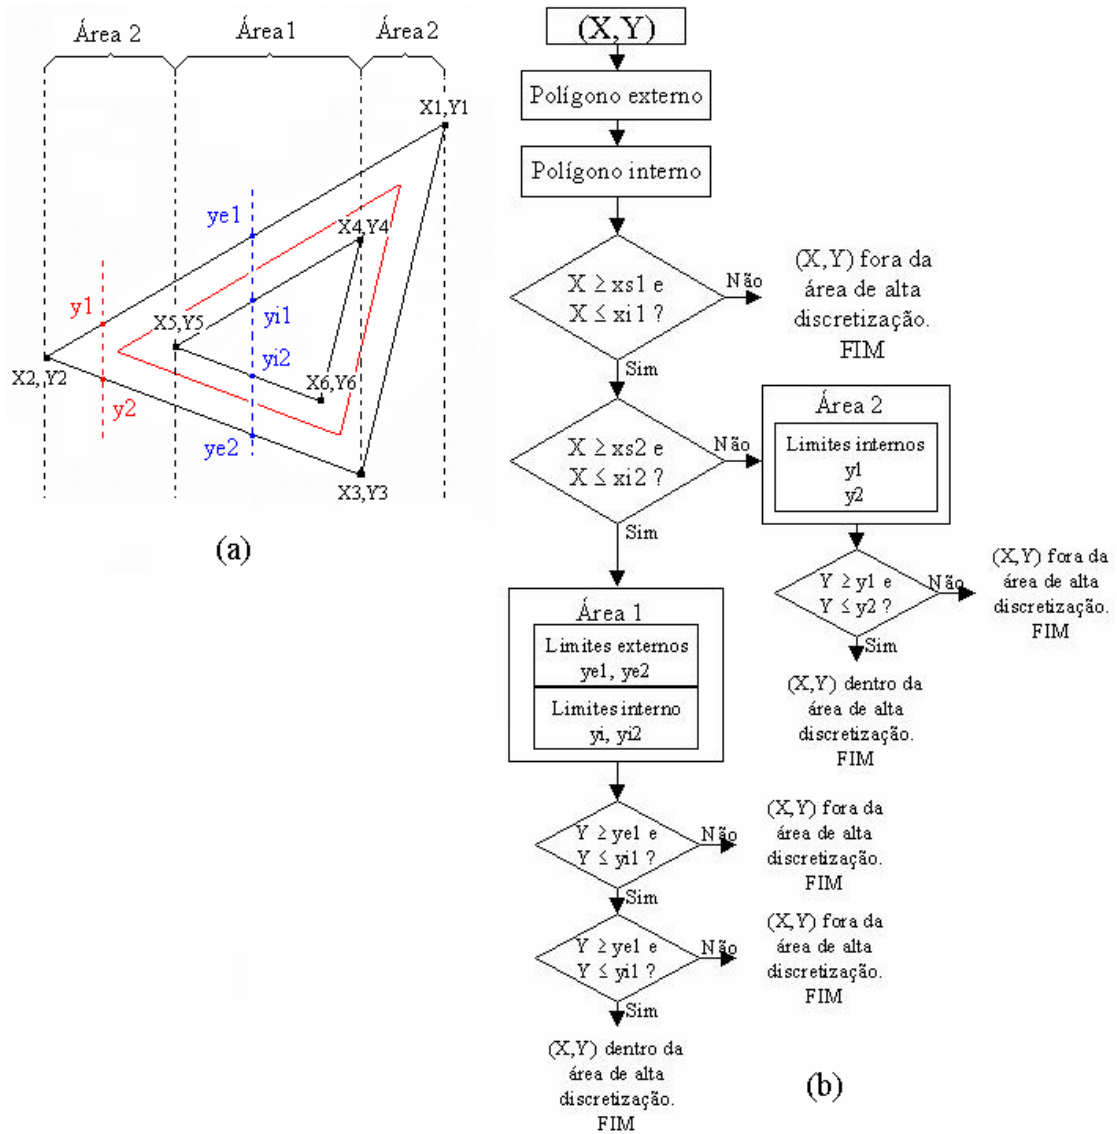 Área 2
Área1
Área2
X1,Y1
ye1
X4,Y4
y1
X5,Y5
yi1
yi2
X2,Y2
X6,Y6
y2
ye2
X3,Y3
(a)
(X,Y)
Polígono externo
Polígono interno
X ≥ xs1 e
X ≤ xi1 ?
Não
(X,Y) fora da
área de alta
discretização.
FIM
Sim
X ≥ xs2 e
X ≤ xi2 ?
Não
Área 2
Limites internos
y1
y2
Sim
Y ≥ y1 e
Y ≤ y2 ?
Não
(X,Y) fora da
área de alta
discretização.
FIM
Sim
(X,Y) dentro da
área de alta
discretização.
FIM
Área 1
Limites externos
ye1, ye2
Limites interno
yi, yi2
Y ≥ ye1 e
Y ≤ yi1 ?
Não
(X,Y) fora da
área de alta
discretização.
FIM
Sim
Y ≥ ye1 e
Y ≤ yi1 ?
Não
(X,Y) fora da
área de alta
discretização.
FIM
Sim
(X,Y) dentro da
área de alta
discretização.
FIM
(b)